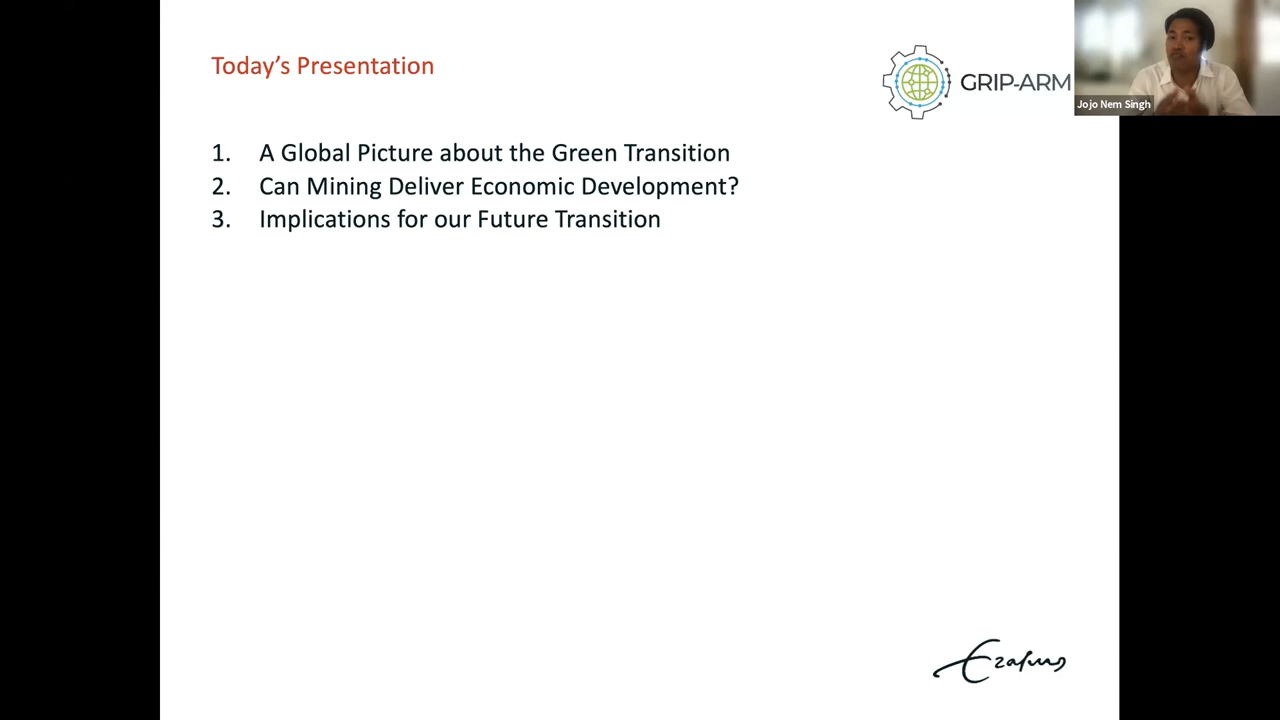 Today's Presentation
GRIP-ARM
Jojo Nem Singh
1. A Global Picture about the Green Transition
2. Can Mining Deliver Economic Development?
3. Implications for our Future Transition
Erasmus